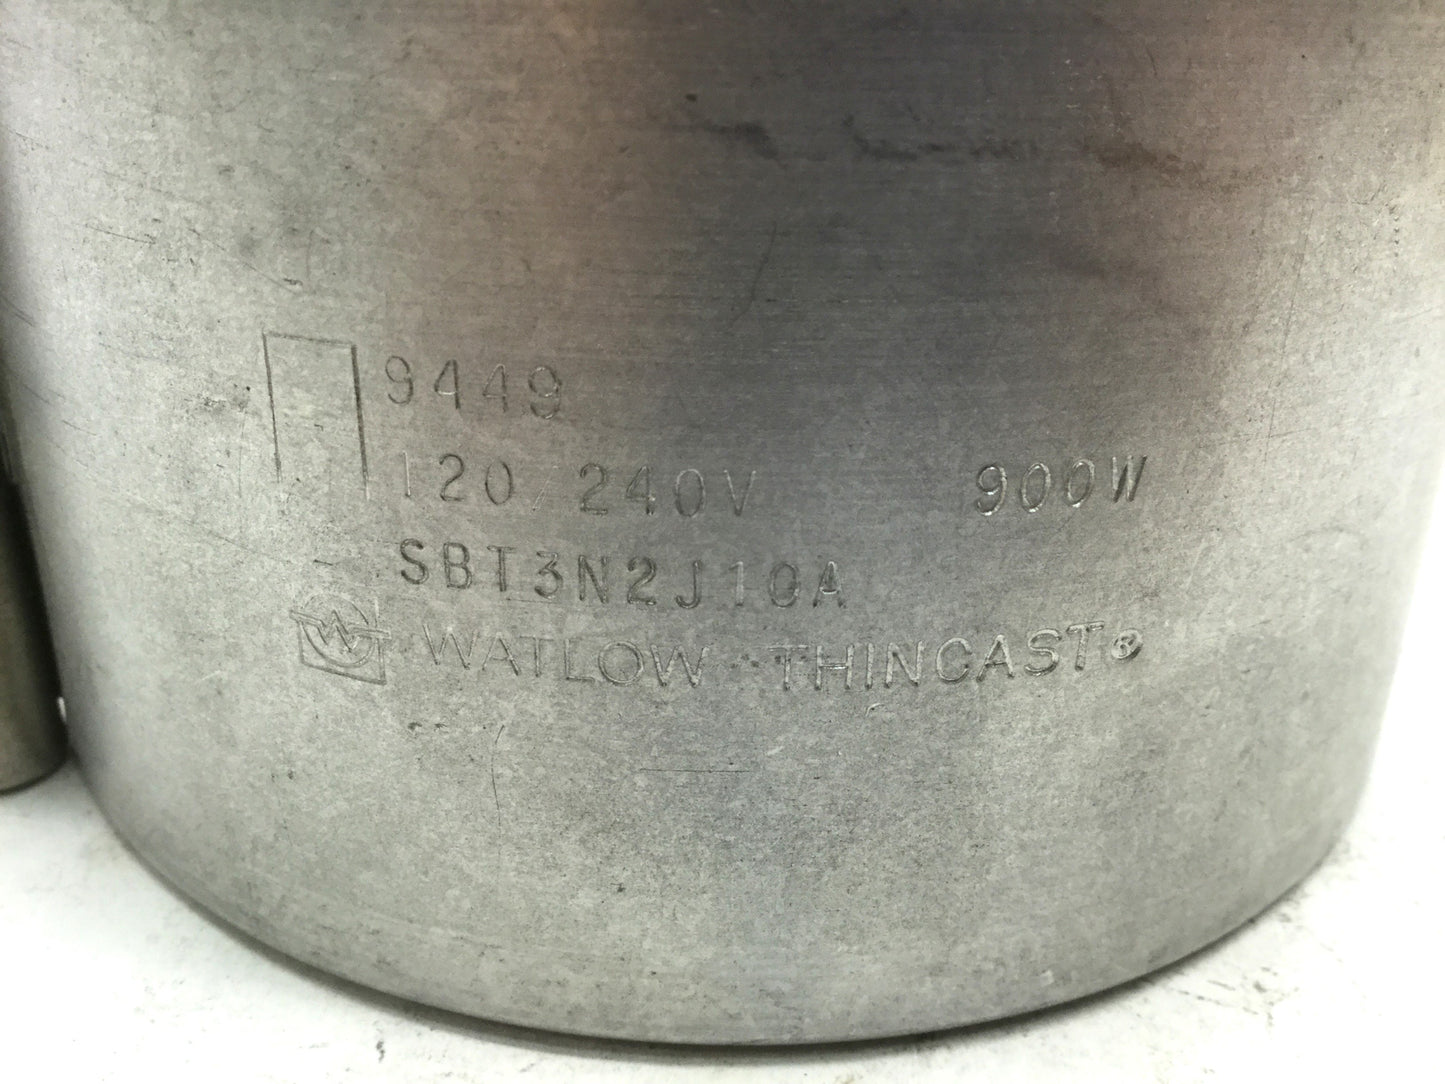 9449
120/240V 900W
SBT3N2J10A
W WATLOW THINCAST®